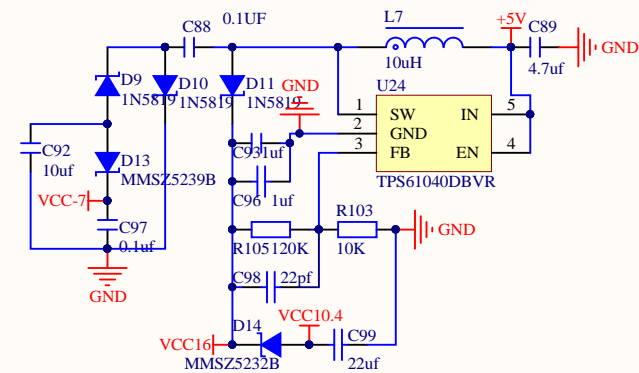 L7
+5V
C88
0.1UF
C89
GND
10uH
4.7uf
D9
D10
D11
GND
U24
1N5819
1N5819
1N5819
1
SW
IN
5
2
GND
3
FB
EN
4
C92
10uf
C93
1uf
D13
MMSZ5239B
TPS61040DBVR
C96
1uf
VCC-7
C97
0.1uf
R103
GND
R105
120K
10K
GND
C98
22pf
VCC10.4
D14
C99
VCC16
MMSZ5232B
22uf